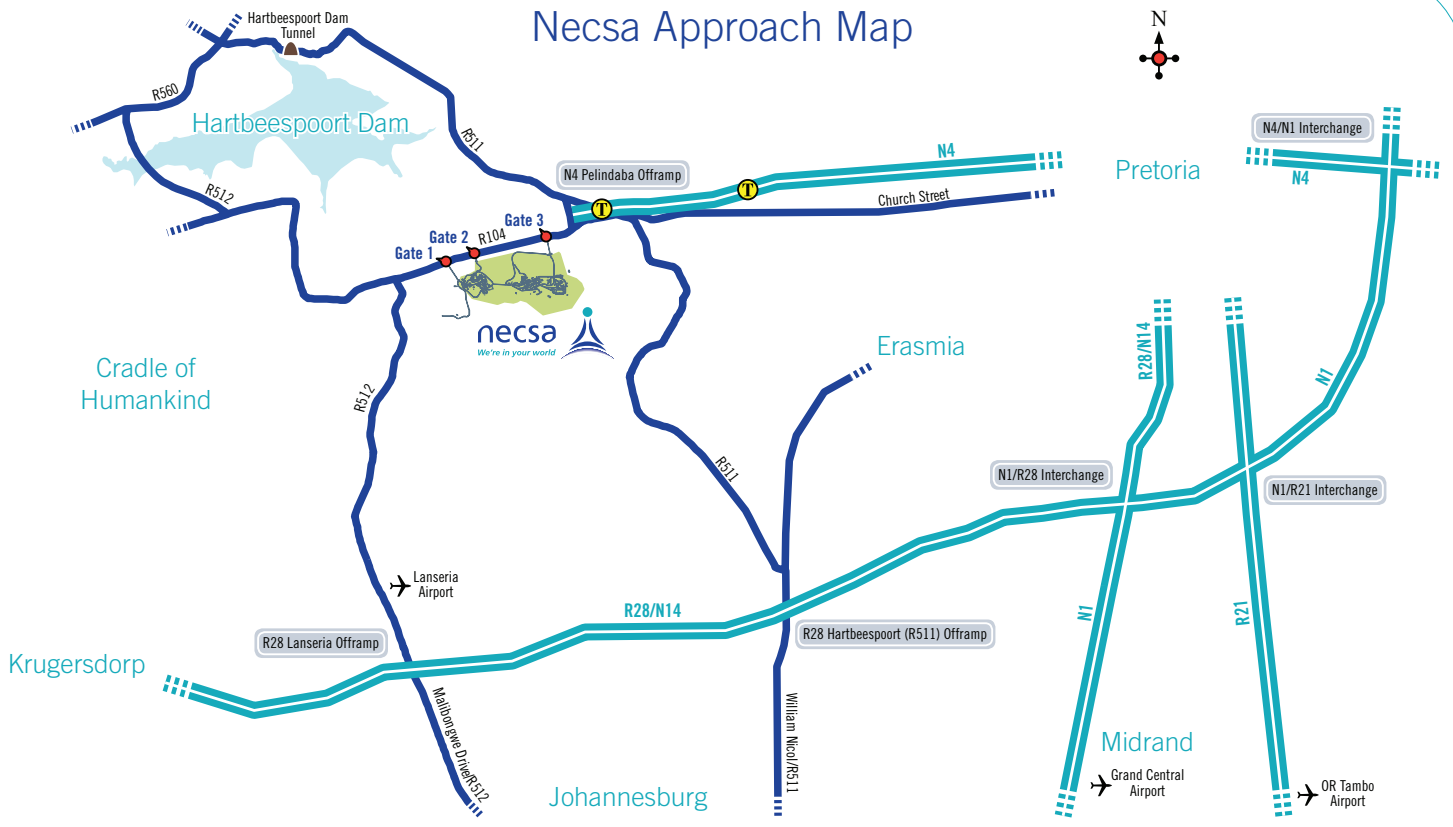 Necsa Approach Map
Hartbeespoort Dam
Tunnel
N
R560
Hartbeespoort Dam
R511
N4/N1 Interchange
N4
N4 Pelindaba Offramp
T
T
Pretoria
N4
R512
Church Street
Gate 3
Gate 2
R104
Gate 1
necsa
We're in your world
Erasmia
R28/N14
N1
Cradle of
Humankind
R512
R511
N1/R28 Interchange
N1/R21 Interchange
Lanseria
Airport
R28/N14
N1
R21
R28 Lanseria Offramp
R28 Hartbeespoort (R511) Offramp
Krugersdorp
Malibongwe Drive/R512
William Nicol/R511
Midrand
Johannesburg
Grand Central
Airport
OR Tambo
Airport